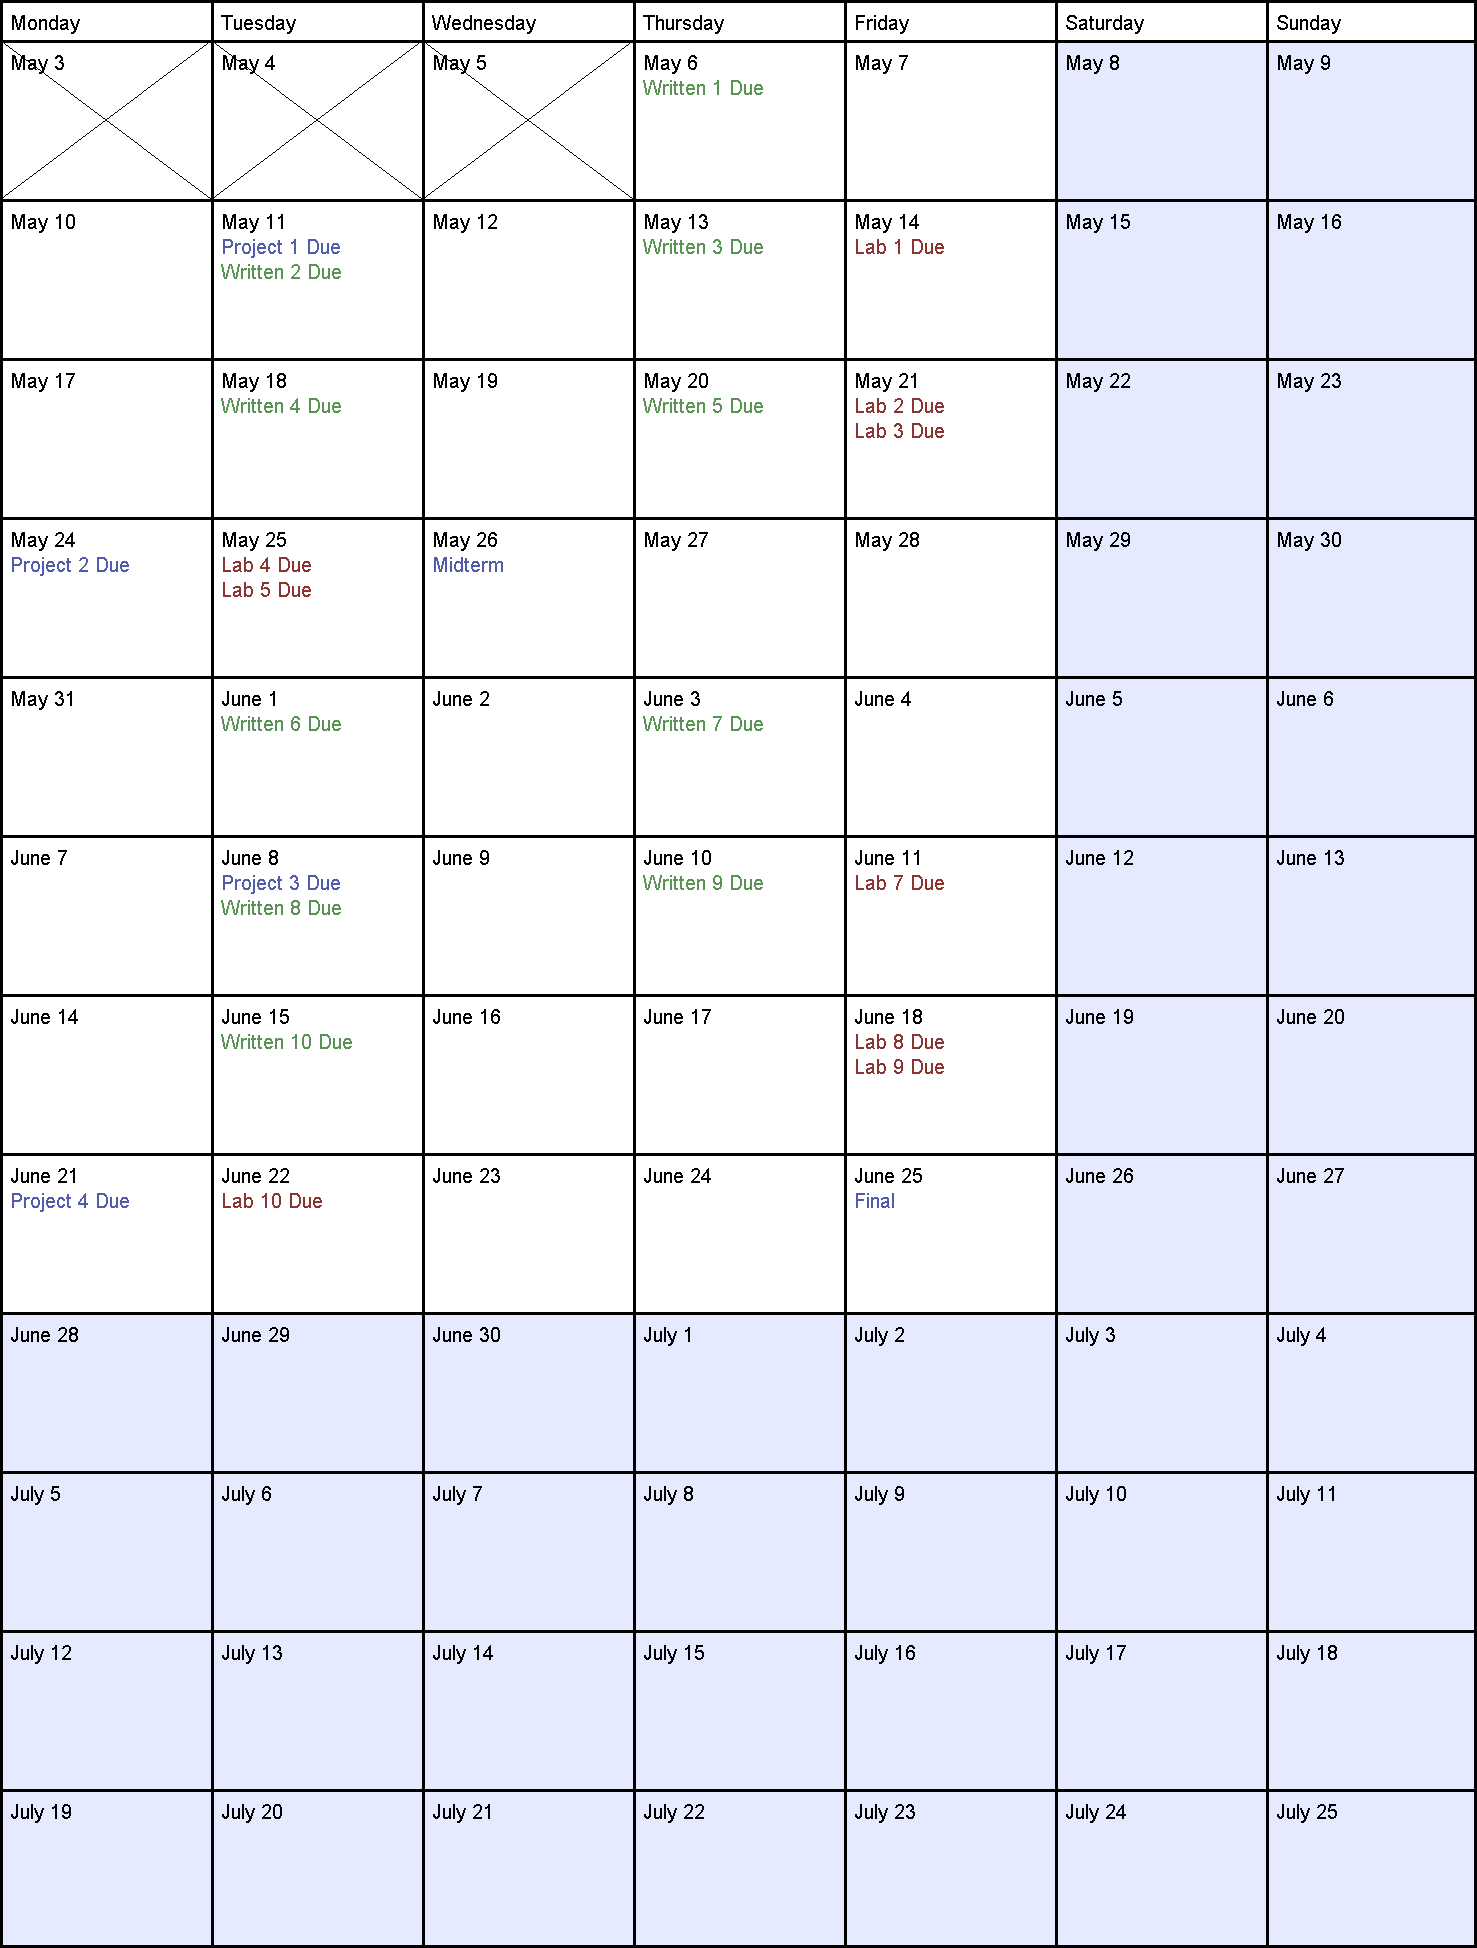 Monday Tuesday Wednesday Thursday Friday Saturday Sunday
May 3 May 4 May 5 May 6 May 7 May 8 May 9
Written 1 Due
May 10 May 11 May 12 May 13 May 14 May 15 May 16
Project 1 Due Written 3 Due Lab 1 Due
Written 2 Due
May 17 May 18 May 19 May 20 May 21 May 22 May 23
Written 4 Due Written 5 Due Lab 2 Due
Lab 3 Due
May 24 May 25 May 26 May 27 May 28 May 29 May 30
Project 2 Due Lab 4 Due Midterm
Lab 5 Due
May 31 June 1 June 2 June 3 June 4 June 5 June 6
Written 6 Due Written 7 Due
June 7 June 8 June 9 June 10 June 11 June 12 June 13
Project 3 Due Written 9 Due Lab 7 Due
Written 8 Due
June 14 June 15 June 16 June 17 June 18 June 19 June 20
Written 10 Due Lab 8 Due
Lab 9 Due
June 21 June 22 June 23 June 24 June 25 June 26 June 27
Project 4 Due Lab 10 Due Final
June 28 June 29 June 30 July 1 July 2 July 3 July 4
July 5 July 6 July 7 July 8 July 9 July 10 July 11
July 12 July 13 July 14 July 15 July 16 July 17 July 18
July 19 July 20 July 21 July 22 July 23 July 24 July 25